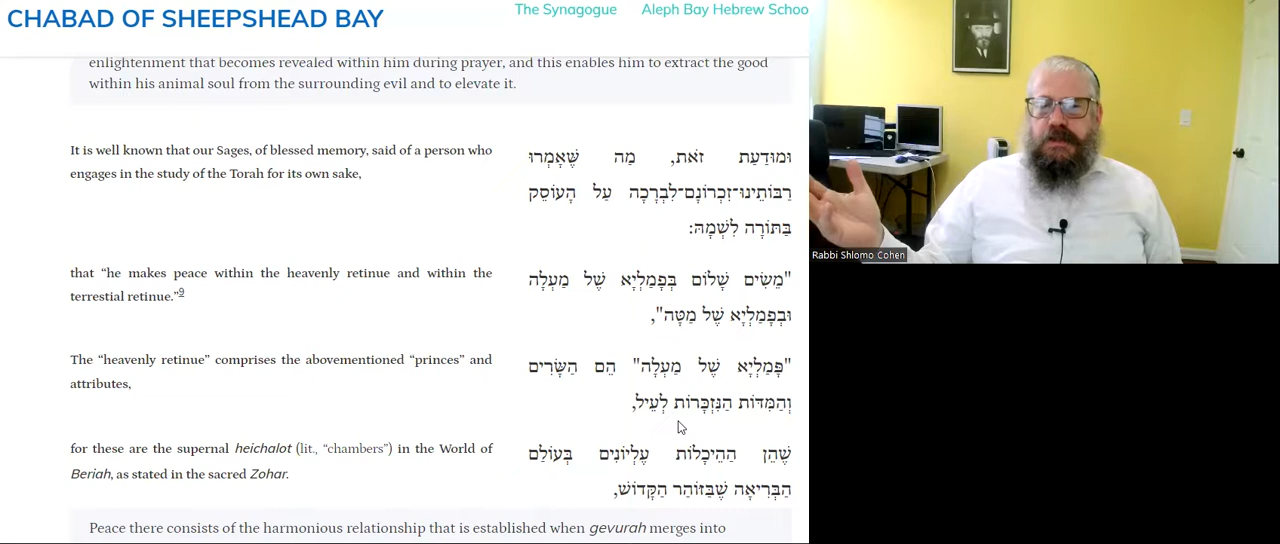 CHABAD OF SHEEPSHEAD BAY
The Synagogue
Aleph Bay Hebrew Schoo
enlightenment that becomes revealed within him during prayer, and this enables him to extract the good
within his animal soul from the surrounding evil and to elevate it.
It is well known that our Sages, of blessed memory, said of a person who
engages in the study of the Torah for its own sake,
וּמוּדַעַת זֹאת, מַה שֶּׁאָמְרוּ
רַבּוֹתֵינוּ־זִכְרוֹנָם־לִבְרָכָה עַל הָעוֹסֵק
בַּתּוֹרָה לִשְׁמָהּ:
that “he makes peace within the heavenly retinue and within the
terrestial retinue.”9
"מֵשִׂים שָׁלוֹם בְּפָמַלְיָא שֶׁל מַעְלָה
וּבְפָמַלְיָא שֶׁל מַטָּה",
The “heavenly retinue” comprises the abovementioned “princes” and
attributes,
"פָּמַלְיָא שֶׁל מַעְלָה" הֵם הַשָּׂרִים
וְהַמִּדּוֹת הַנִּזְכָּרוֹת לְעֵיל,
for these are the supernal heichalot (lit., “chambers”) in the World of
Beriah, as stated in the sacred Zohar.
שֶׁהֵן הַהֵיכָלוֹת עֶלְיוֹנִים בְּעוֹלַם
הַבְּרִיאָה שֶׁבַּזּוֹהַר הַקָּדוֹשׁ,
Peace there consists of the harmonious relationship that is established when gevurah merges into
Rabbi Shlomo Cohen